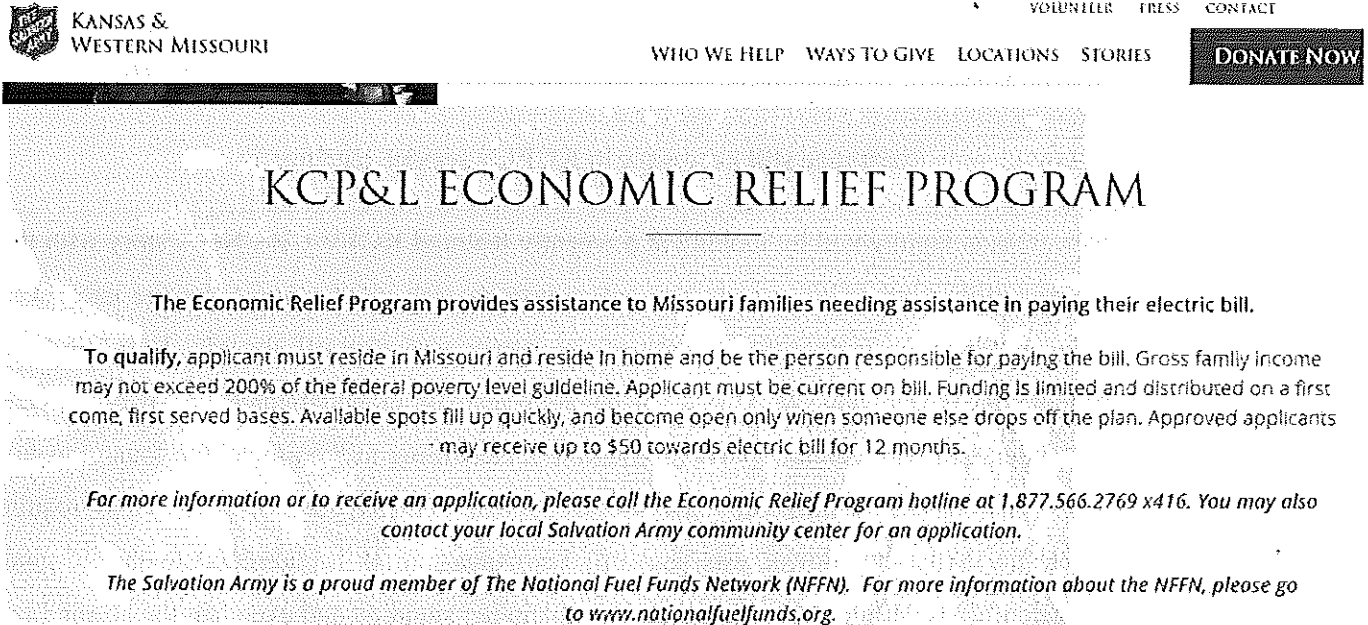 VOLUNTEER PRESS CONTACT
KANSAS &
WESTERN MISSOURI
WHO WE HELP WAYS TO GIVE LOCATIONS STORIES DONATE NOW
KCP&L ECONOMIC RELIEF PROGRAM
The Economic Relief Program provides assistance to Missouri families needing assistance in paying their electric bill.
To qualify, applicant must reside in Missouri and reside in home and be the person responsible for paying the bill. Gross family income
may not exceed 200% of the federal poverty level guideline. Applicant must be current on bill. Funding is limited and distributed on a first
come, first served bases. Available spots fill up quickly, and become open only when someone else drops off the plan. Approved applicants
may receive up to $50 towards electric bill for 12 months.
For more information or to receive an application, please call the Economic Relief Program hotline at 1.877.566.2769 x416. You may also
contact your local Salvation Army community center for an application.
The Salvation Army is a proud member of The National Fuel Funds Network (NFFN). For more information about the NFFN, please go
to www.nationalfuelfunds.org.